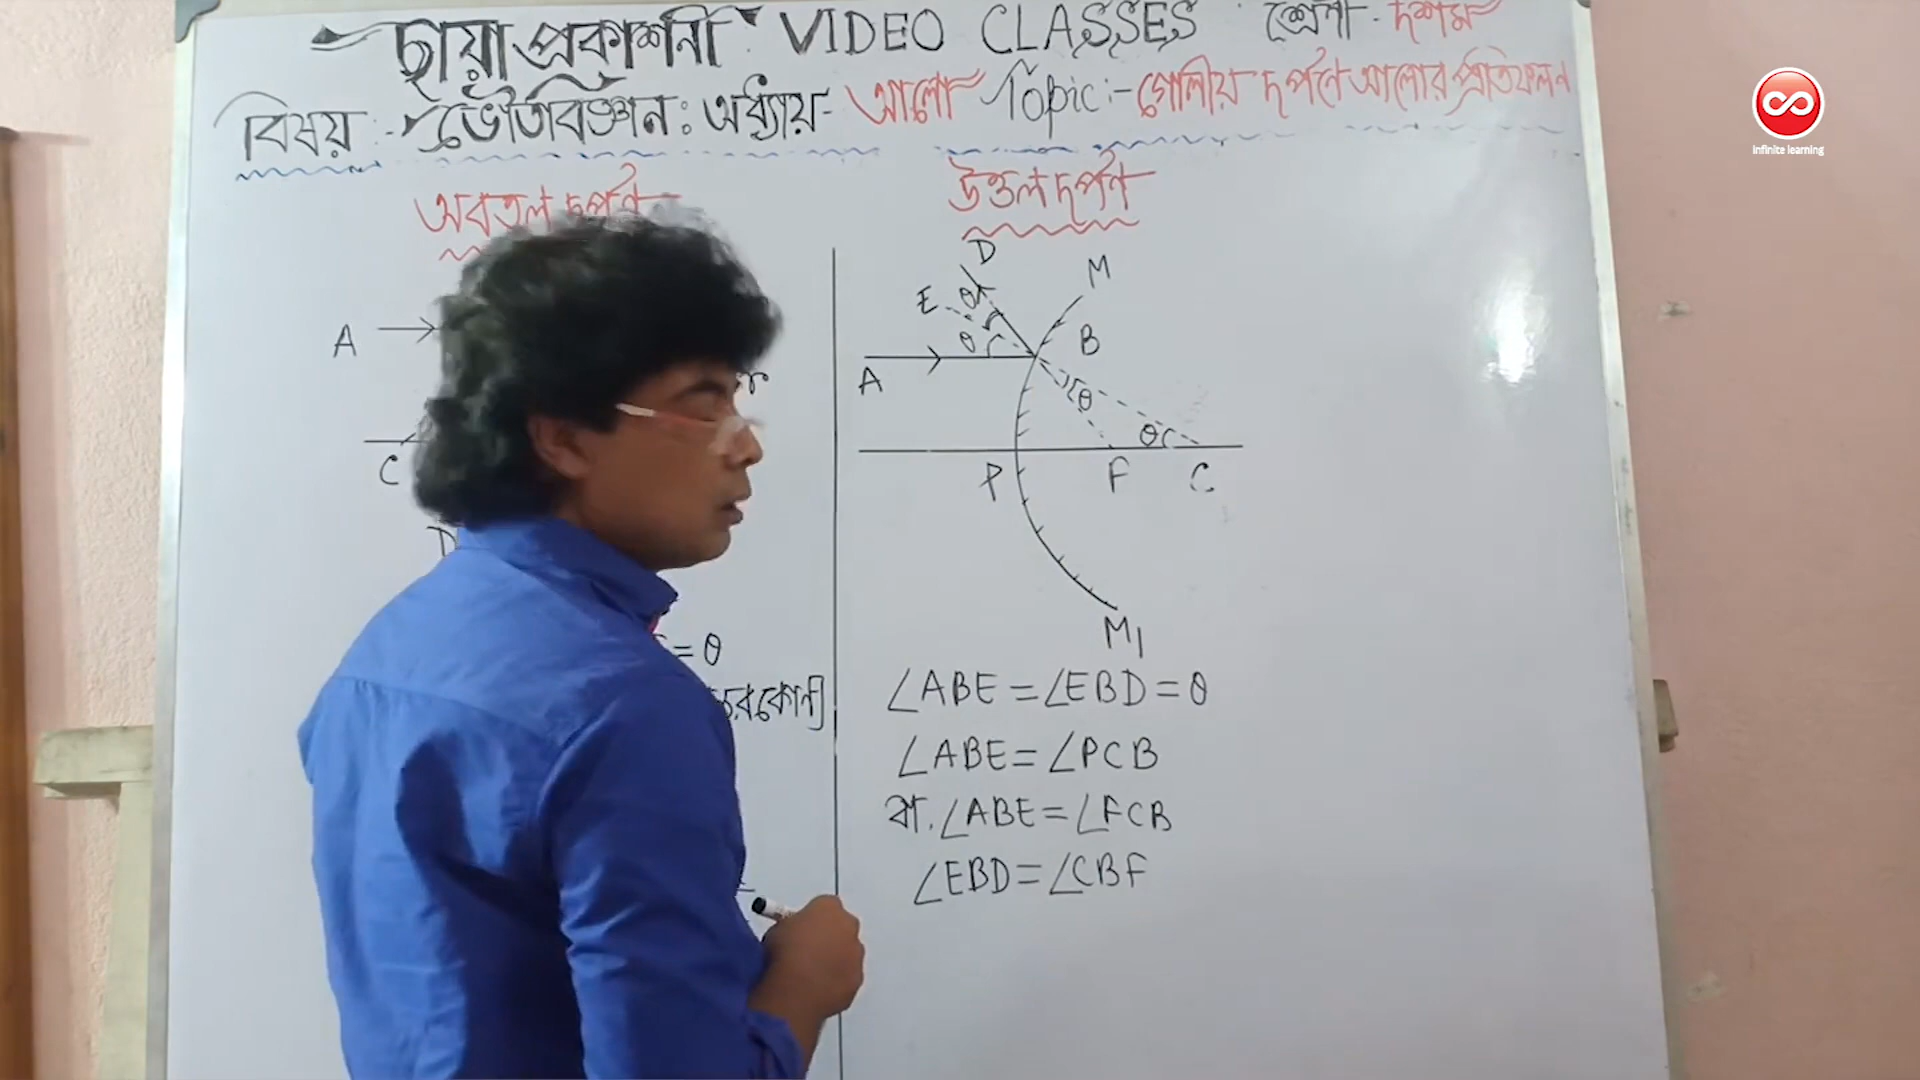 ছায়া প্রকাশনী VIDEO CLASSES শ্রেণী - দশম
বিষয় :- ভৌতবিজ্ঞান : অধ্যায় - আলো Topic :- গোলীয় দর্পণে আলোর প্রতিফলন
infinite learning
অবতল দর্পণ
A
C
D
= θ
উত্তল দর্পণ
D
M
E θ
θ
B
A
θ
θ
P F C
M1
∠ABE = ∠EBD = θ
∠ABE = ∠PCB
বা. ∠ABE = ∠FCB
∠EBD = ∠CBF